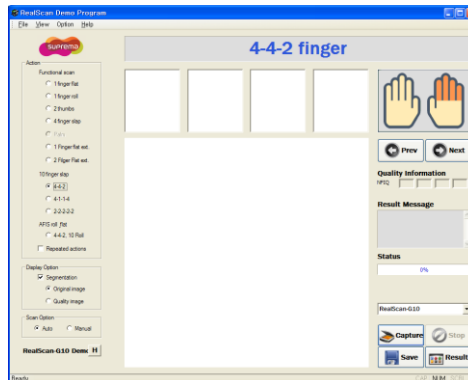 RealScan Demo Program
File View Option Help
suprema
4-4-2 finger
Action
Functional scan
1 finger flat
1 finger roll
2 thumbs
4 finger slap
1 Finger flat ext.
2 Finger flat ext.
10 finger slap
4-4-2
4-1-1-4
2-2-2-2-2
AFIS roll_flat
4-4-2, 10 Roll
Repeated actions
Display Option
Segmentation
Original image
Quality image
Scan Option
Auto Manual
RealScan-G10 Demo H
Prev Next
Quality Information
NFIQ
Result Message
Status
0%
RealScan-G10
Capture Stop
Save Result
Ready
CAP NUM SCRL